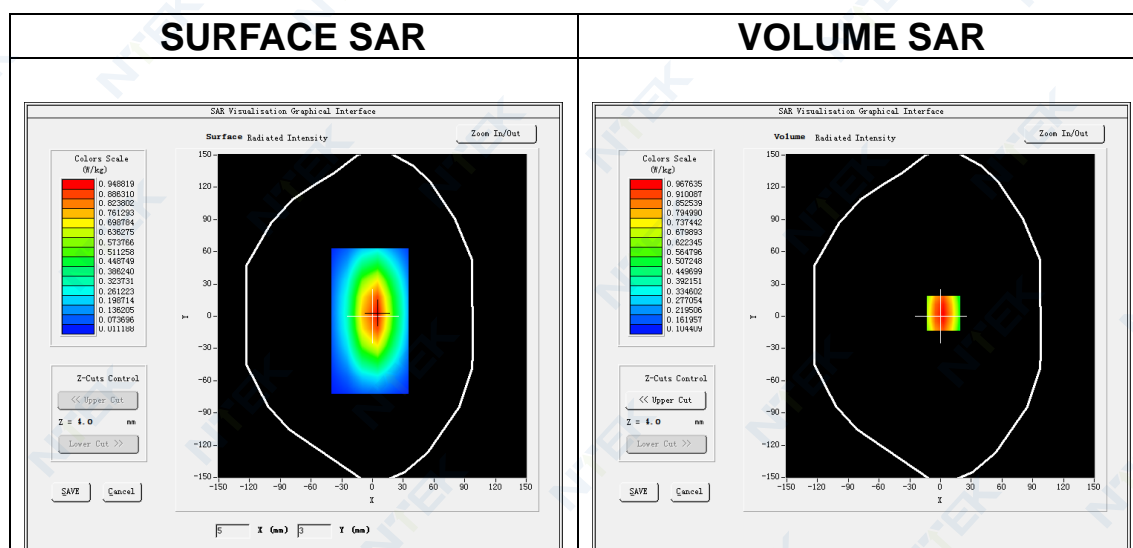 SURFACE SAR
VOLUME SAR
SAR Visualisation Graphical Interface
Surface Radiated Intensity
Zoom In/Out
Colors Scale
(W/kg)
0.948819
0.886310
0.823802
0.761293
0.698784
0.636275
0.573766
0.511258
0.448749
0.386240
0.323731
0.261223
0.198714
0.136205
0.073696
0.011188
Z-Cuts Control
<< Upper Cut
Z = 4.0 mm
Lower Cut >>
SAVE
Cancel
150
120
90
60
30
0
-30
-60
-90
-120
-150
Y
-150 -120 -90 -60 -30 0 30 60 90 120 150
X
5 X (mm) 3 Y (mm)
SAR Visualisation Graphical Interface
Volume Radiated Intensity
Zoom In/Out
Colors Scale
(W/kg)
0.967635
0.910087
0.852539
0.794990
0.737442
0.679893
0.622345
0.564796
0.507248
0.449699
0.392151
0.334602
0.277054
0.219506
0.161957
0.104409
Z-Cuts Control
<< Upper Cut
Z = 4.0 mm
Lower Cut >>
SAVE
Cancel
150
120
90
60
30
0
-30
-60
-90
-120
-150
Y
-150 -120 -90 -60 -30 0 30 60 90 120 150
X
NTEK